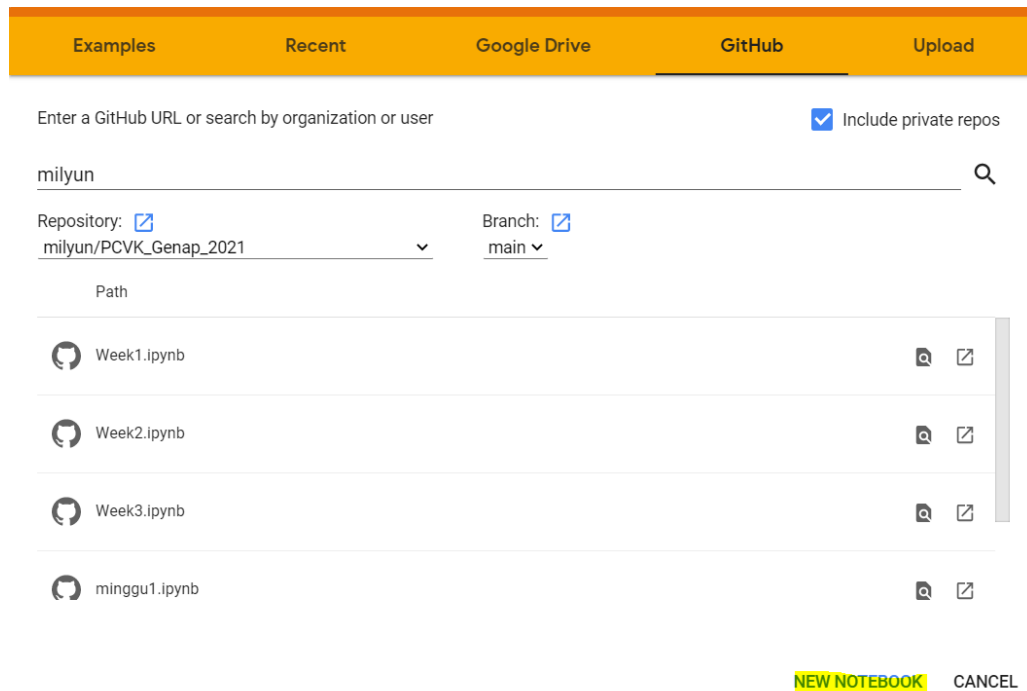 Examples Recent Google Drive GitHub Upload
Enter a GitHub URL or search by organization or user Include private repos
milyun
Repository: Branch:
milyun/PCVK_Genap_2021 main
Path
Week1.ipynb
Week2.ipynb
Week3.ipynb
minggu1.ipynb
NEW NOTEBOOK CANCEL